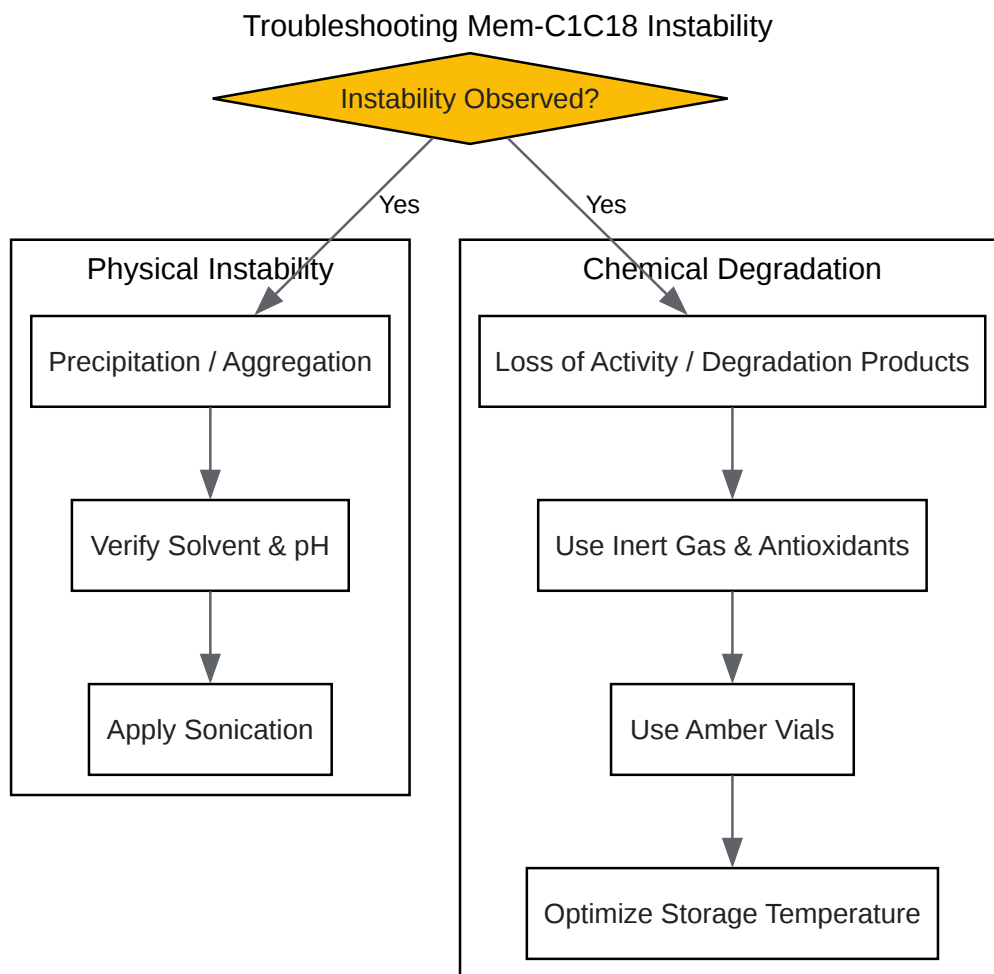 Troubleshooting Mem-C1C18 Instability
Instability Observed?
Yes
Yes
Physical Instability
Precipitation / Aggregation
Verify Solvent & pH
Apply Sonication
Chemical Degradation
Loss of Activity / Degradation Products
Use Inert Gas & Antioxidants
Use Amber Vials
Optimize Storage Temperature